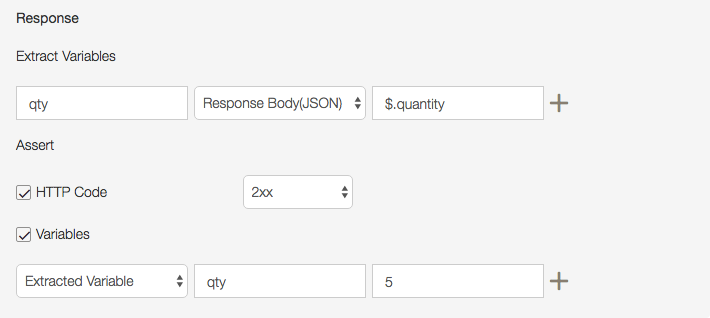 Response
Extract Variables
qty Response Body(JSON) $.quantity
Assert
HTTP Code 2xx
Variables
Extracted Variable qty 5